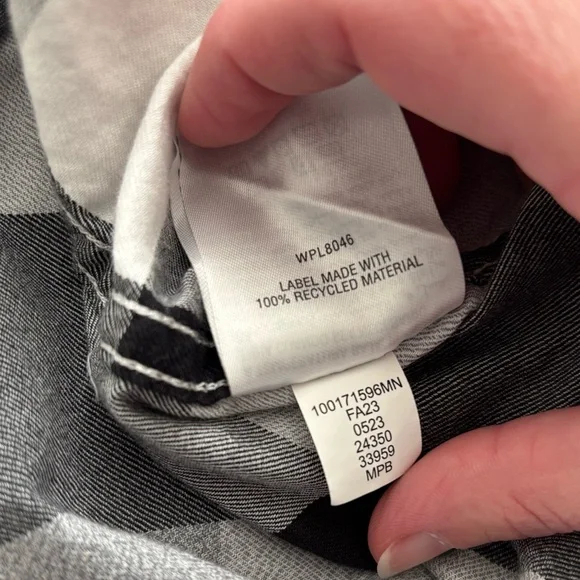 WPL8046
LABEL MADE WITH
100% RECYCLED MATERIAL
100171596MN
FA23
0523
24350
33959
MPB